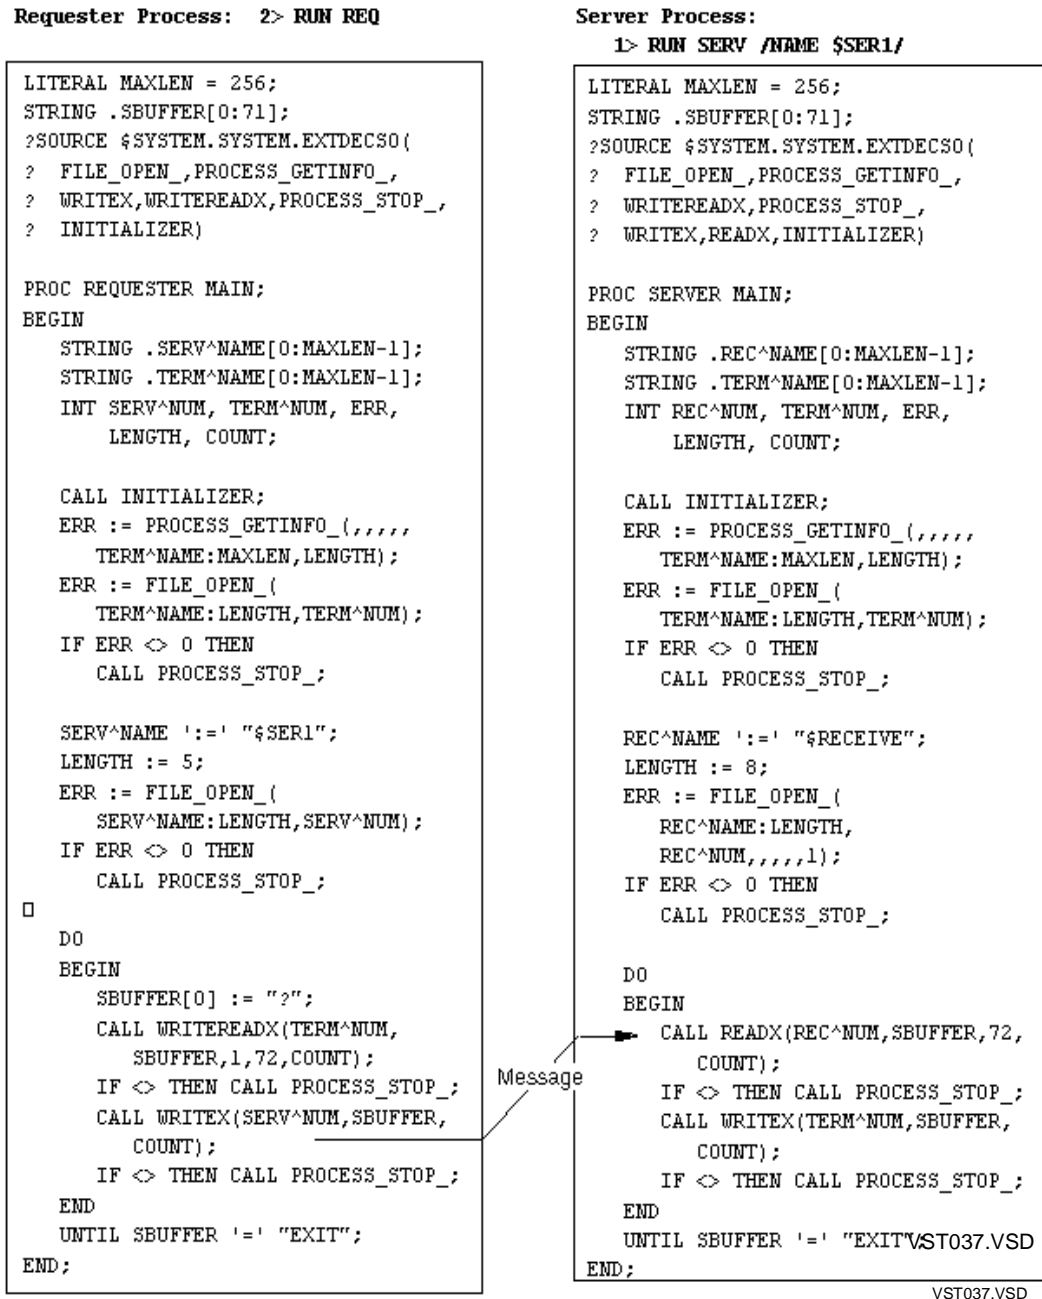 Requester Process:  2> RUN REQ
LITERAL MAXLEN = 256;
STRING .SBUFFER[0:71];
?SOURCE $SYSTEM.SYSTEM.EXTDECS0(
?  FILE_OPEN_,PROCESS_GETINFO_,
?  WRITEX,WRITEREADX,PROCESS_STOP_,
?  INITIALIZER)
PROC REQUESTER MAIN;
BEGIN
   STRING .SERV^NAME[0:MAXLEN-1];
   STRING .TERM^NAME[0:MAXLEN-1];
   INT SERV^NUM, TERM^NUM, ERR,
       LENGTH, COUNT;
   CALL INITIALIZER;
   ERR := PROCESS_GETINFO_(,,,,,
      TERM^NAME:MAXLEN,LENGTH);
   ERR := FILE_OPEN_(
      TERM^NAME:LENGTH,TERM^NUM);
   IF ERR <> 0 THEN
      CALL PROCESS_STOP_;
   SERV^NAME ':=' "$SER1";
   LENGTH := 5;
   ERR := FILE_OPEN_(
      SERV^NAME:LENGTH,SERV^NUM);
   IF ERR <> 0 THEN
      CALL PROCESS_STOP_;
   DO
   BEGIN
      SBUFFER[0] := "?";
      CALL WRITEREADX(TERM^NUM,
         SBUFFER,1,72,COUNT);
      IF <> THEN CALL PROCESS_STOP_;
      CALL WRITEX(SERV^NUM,SBUFFER,
         COUNT);
      IF <> THEN CALL PROCESS_STOP_;
   END
   UNTIL SBUFFER '=' "EXIT";
END;
Message
Server Process:
1> RUN SERV /NAME $SER1/
LITERAL MAXLEN = 256;
STRING .SBUFFER[0:71];
?SOURCE $SYSTEM.SYSTEM.EXTDECS0(
?  FILE_OPEN_,PROCESS_GETINFO_,
?  WRITEREADX,PROCESS_STOP_,
?  WRITEX,READX,INITIALIZER)
PROC SERVER MAIN;
BEGIN
   STRING .REC^NAME[0:MAXLEN-1];
   STRING .TERM^NAME[0:MAXLEN-1];
   INT REC^NUM, TERM^NUM, ERR,
       LENGTH, COUNT;
   CALL INITIALIZER;
   ERR := PROCESS_GETINFO_(,,,,,
      TERM^NAME:MAXLEN,LENGTH);
   ERR := FILE_OPEN_(
      TERM^NAME:LENGTH,TERM^NUM);
   IF ERR <> 0 THEN
      CALL PROCESS_STOP_;
   REC^NAME ':=' "$RECEIVE";
   LENGTH := 8;
   ERR := FILE_OPEN_(
      REC^NAME:LENGTH,
      REC^NUM,,,,,1);
   IF ERR <> 0 THEN
      CALL PROCESS_STOP_;
   DO
   BEGIN
      CALL READX(REC^NUM,SBUFFER,72,
         COUNT);
      IF <> THEN CALL PROCESS_STOP_;
      CALL WRITEX(TERM^NUM,SBUFFER,
         COUNT);
      IF <> THEN CALL PROCESS_STOP_;
   END
   UNTIL SBUFFER '=' "EXIT";
VST037.VSD
END;
VST037.VSD